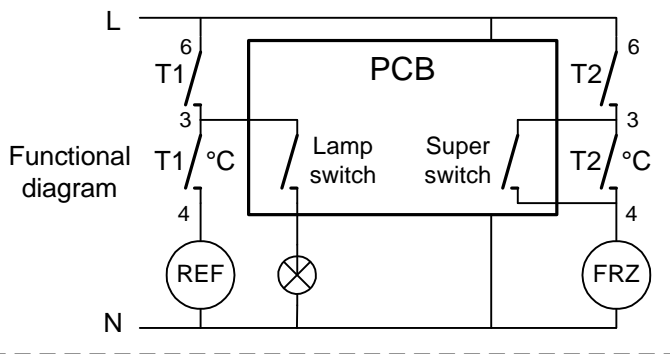 L
6
6
T1
PCB
T2
3
3
Functional
diagram
T1 °C
Lamp
switch
Super
switch
T2 °C
4
4
REF
FRZ
N